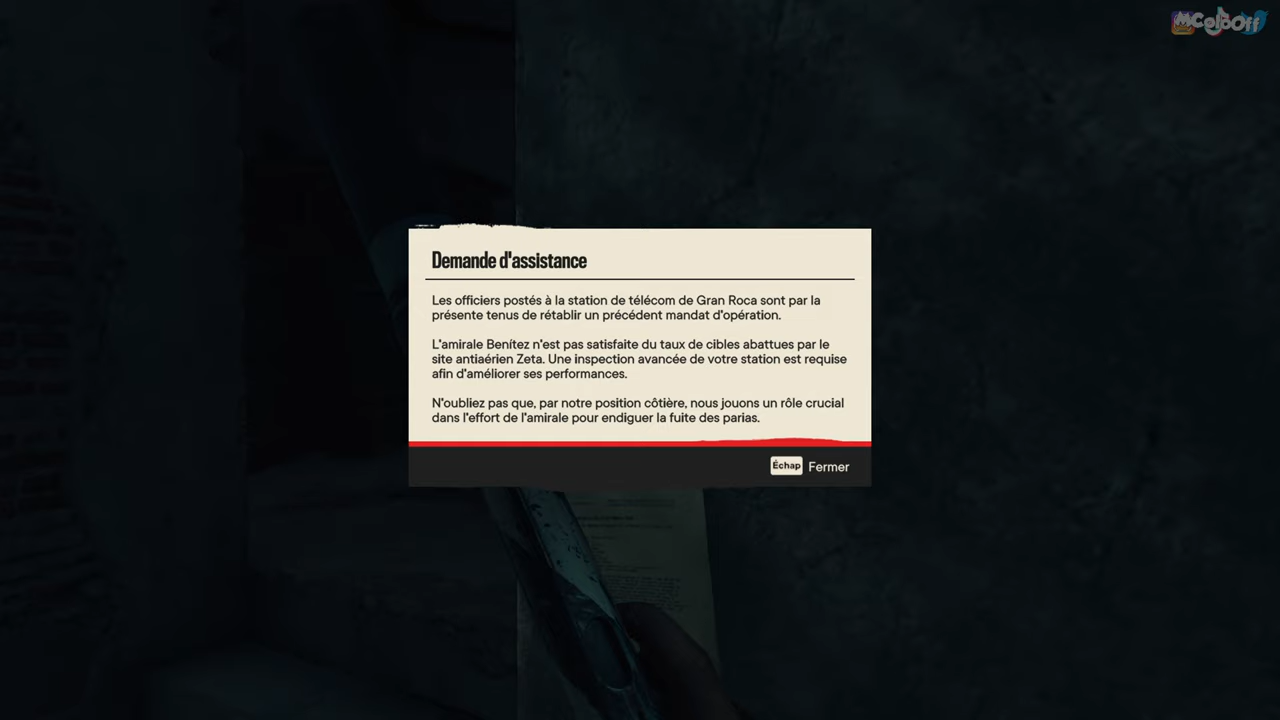 MCelooOff
Demande d'assistance
Les officiers postés à la station de télécom de Gran Roca sont par la
présente tenus de rétablir un précédent mandat d'opération.
L'amirale Benítez n'est pas satisfaite du taux de cibles abattues par le
site antiaérien Zeta. Une inspection avancée de votre station est requise
afin d'améliorer ses performances.
N'oubliez pas que, par notre position côtière, nous jouons un rôle crucial
dans l'effort de l'amirale pour endiguer la fuite des parias.
Échap Fermer